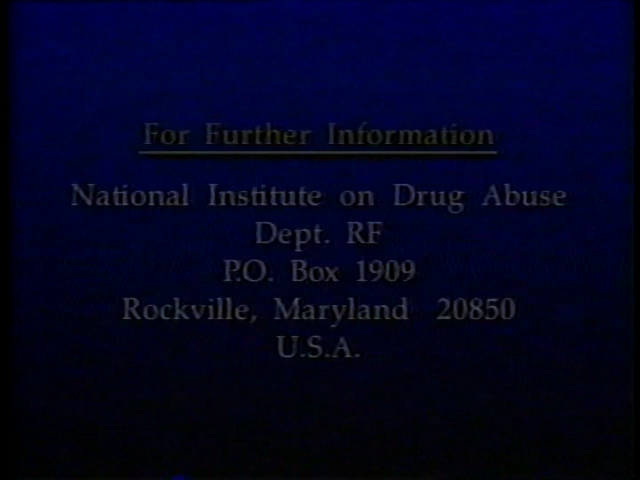 For Further Information
National Institute on Drug Abuse
Dept. RF
P.O. Box 1909
Rockville, Maryland 20850
U.S.A.